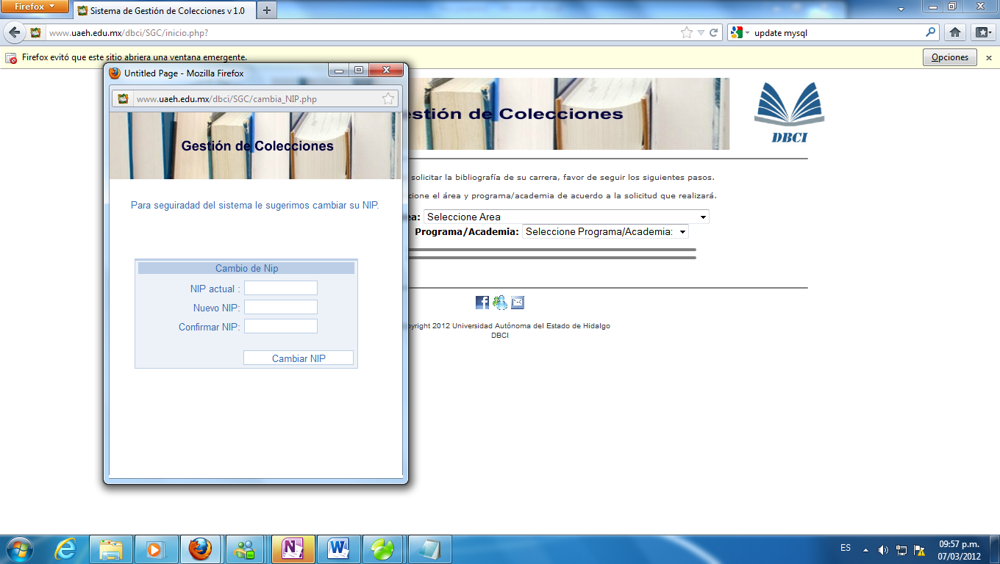 Firefox
Sistema de Gestión de Colecciones v 1.0
www.uaeh.edu.mx/dbci/SGC/inicio.php?
update mysql
Firefox evitó que este sitio abriera una ventana emergente.
Opciones
Untitled Page - Mozilla Firefox
www.uaeh.edu.mx/dbci/SGC/cambia_NIP.php
Gestión de Colecciones
Para seguiradad del sistema le sugerimos cambiar su NIP.
Cambio de Nip
NIP actual :
Nuevo NIP:
Confirmar NIP:
Cambiar NIP
estión de Colecciones
DBCI
solicitar la bibliografía de su carrera, favor de seguir los siguientes pasos.
cione el área y programa/academia de acuerdo a la solicitud que realizará.
ea: Seleccione Area
Programa/Academia: Seleccione Programa/Academia:
pyright 2012 Universidad Autónoma del Estado de Hidalgo
DBCI
ES
09:57 p.m.
07/03/2012